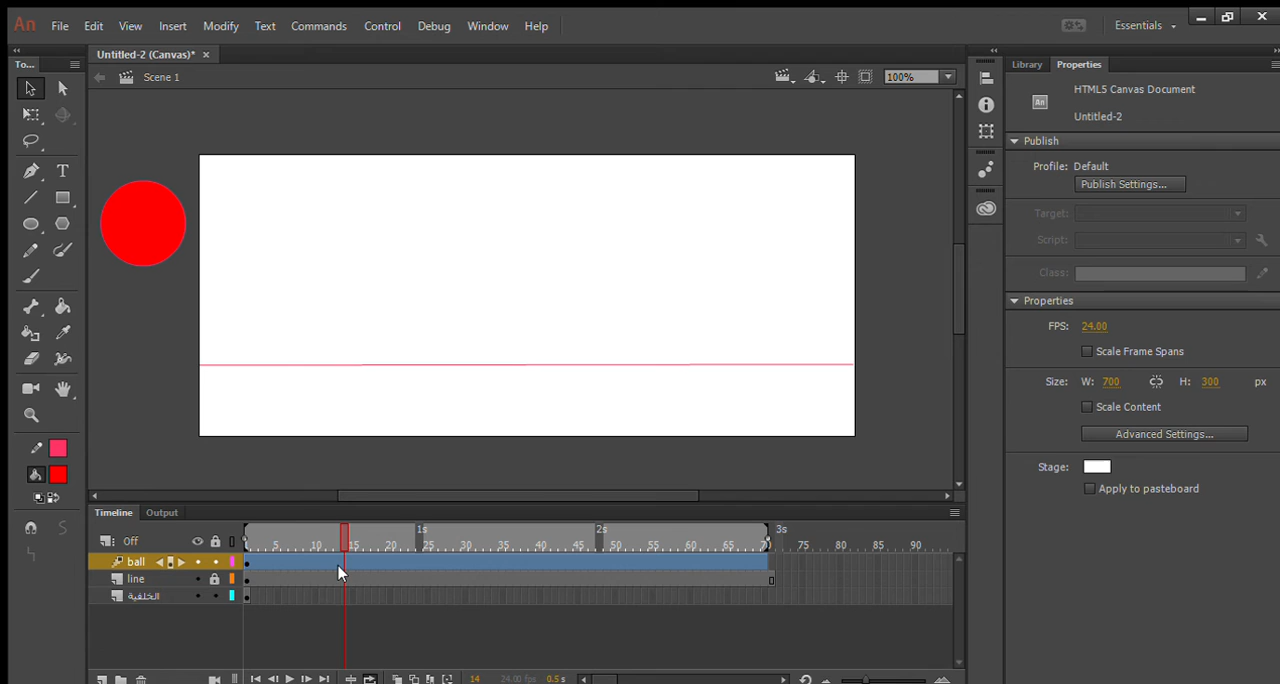 An File Edit View Insert Modify Text Commands Control Debug Window Help Essentials
Untitled-2 (Canvas)* ×
To...
Scene 1
100%
Library Properties
HTML5 Canvas Document
An
Untitled-2
Publish
Profile: Default
Publish Settings...
Target:
Script:
Class:
Properties
FPS: 24.00
Scale Frame Spans
Size: W: 700 H: 300 px
Scale Content
Advanced Settings...
Stage:
Apply to pasteboard
Timeline Output
1s 2s 3s
Off 5 10 15 20 25 30 35 40 45 50 55 60 65 70 75 80 85 90
ball
line
الخلفية
14 24.00 fps 0.5 s